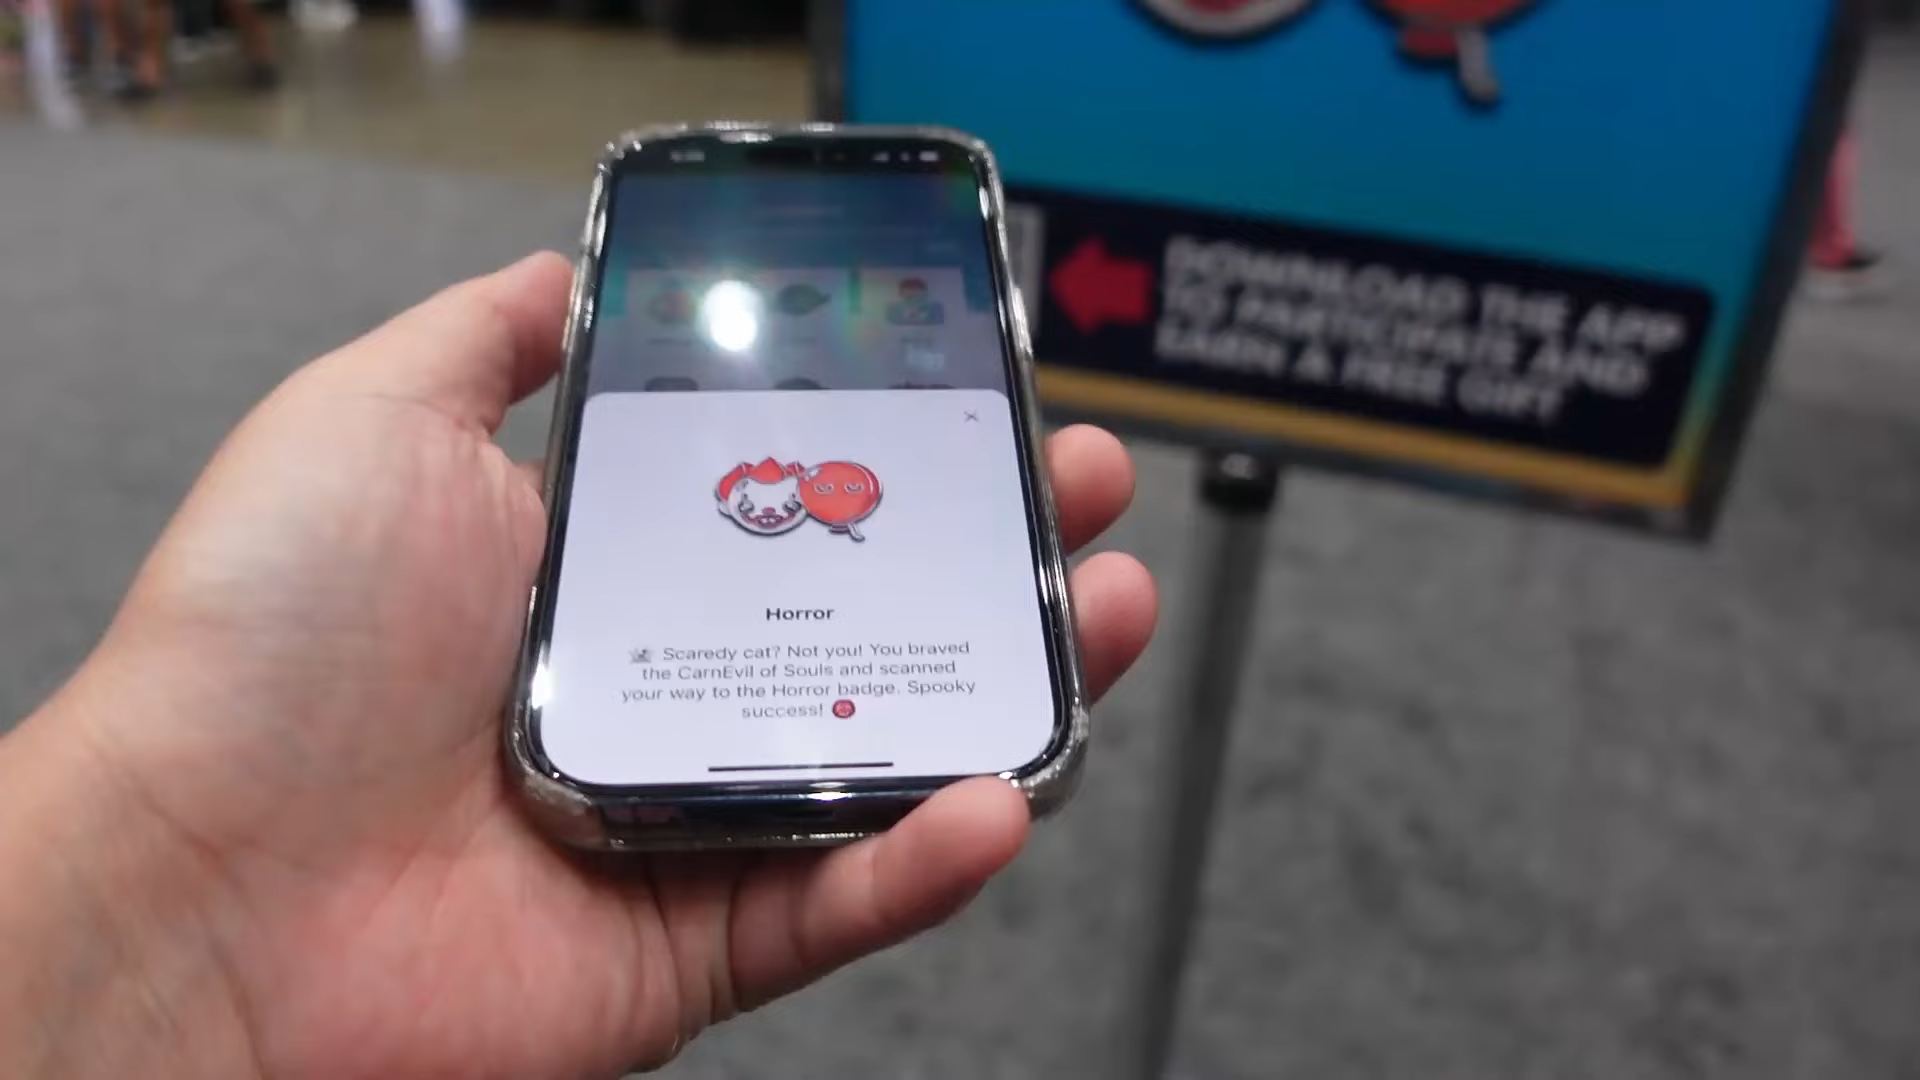 DOWNLOAD THE APP
TO PARTICIPATE AND
EARN A FREE GIFT
Horror
Scaredy cat? Not you! You braved
the CarnEvil of Souls and scanned
your way to the Horror badge. Spooky
success!